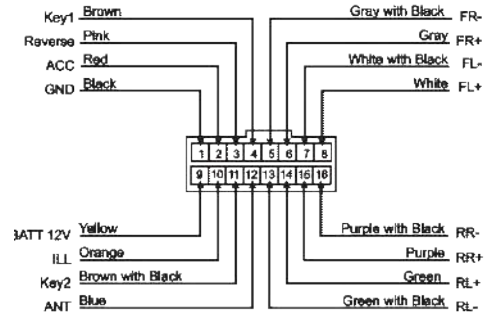 Key1 Brown Gray with Black FR-
Reverse Pink Gray FR+
ACC Red White with Black FL-
GND Black White FL+
1 2 3 4 5 6 7 8
9 10 11 12 13 14 15 16
BATT 12V Yellow Purple with Black RR-
ILL Orange Purple RR+
Key2 Brown with Black Green RL+
ANT Blue Green with Black RL-